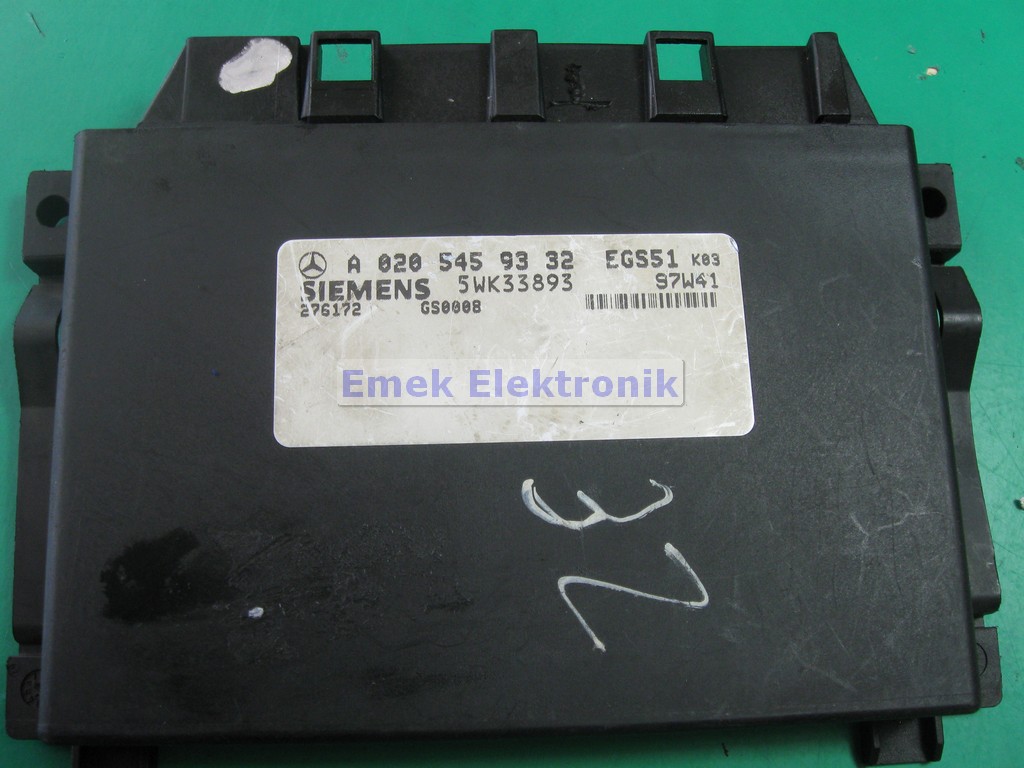 A 020 545 93 32 EGS51 K03
SIEMENS 5WK33893 97W41
276172 GS0008
Emek Elektronik